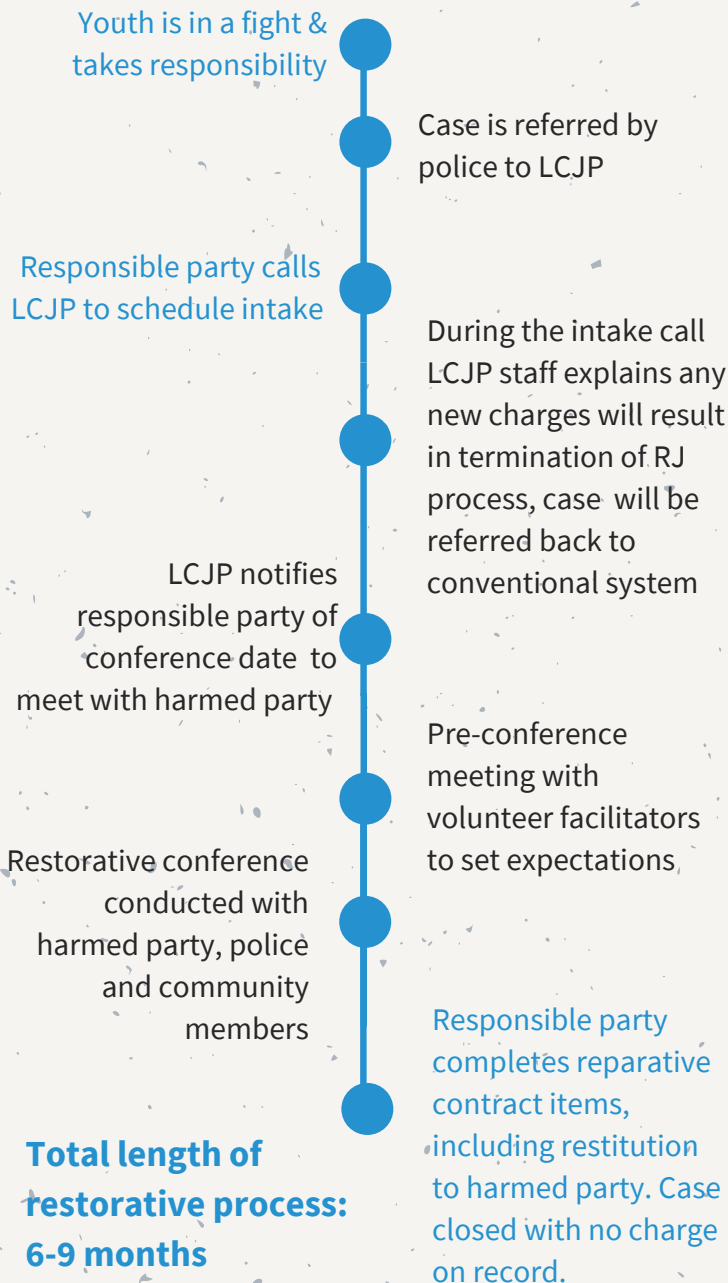 Youth is in a fight &
takes responsibility
Case is referred by
police to LCJP
Responsible party calls
LCJP to schedule intake
During the intake call
LCJP staff explains any
new charges will result
in termination of RJ
process, case will be
referred back to
conventional system
LCJP notifies
responsible party of
conference date to
meet with harmed party
Pre-conference
meeting with
volunteer facilitators
to set expectations
Restorative conference
conducted with
harmed party, police
and community
members
Responsible party
completes reparative
contract items,
including restitution
to harmed party. Case
closed with no charge
on record.
Total length of
restorative process:
6-9 months